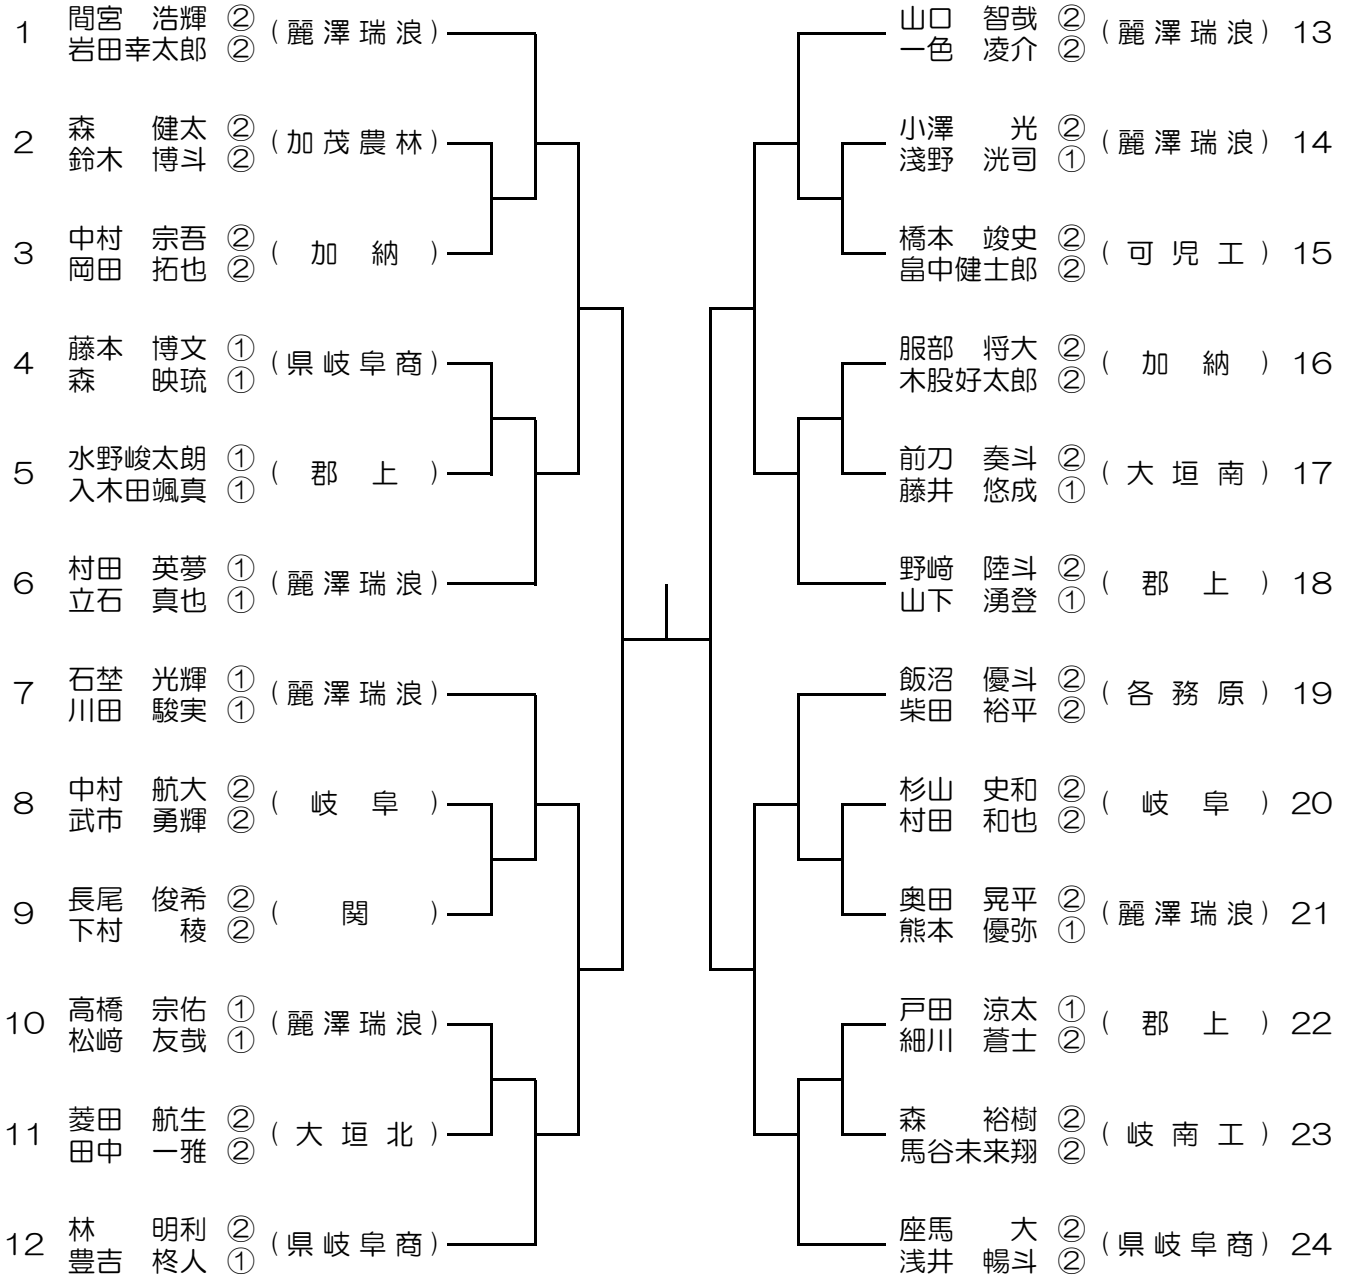 1 間宮 浩輝 ② (麗澤瑞浪)
岩田幸太郎 ②
2 森 健太 ② (加茂農林)
鈴木 博斗 ②
3 中村 宗吾 ② (加納)
岡田 拓也 ②
4 藤本 博文 ① (県岐阜商)
森 映琉 ①
5 水野峻太朗 ① (郡上)
入木田颯真 ①
6 村田 英夢 ① (麗澤瑞浪)
立石 真也 ①
7 石埜 光輝 ① (麗澤瑞浪)
川田 駿実 ①
8 中村 航大 ② (岐阜)
武市 勇輝 ②
9 長尾 俊希 ② (関)
下村 稜 ②
10 高橋 宗佑 ① (麗澤瑞浪)
松﨑 友哉 ①
11 菱田 航生 ② (大垣北)
田中 一雅 ②
12 林 明利 ② (県岐阜商)
豊吉 柊人 ①
山口 智哉 ② (麗澤瑞浪) 13
一色 凌介 ②
小澤 光 ② (麗澤瑞浪) 14
淺野 洸司 ①
橋本 竣史 ② (可児工) 15
畠中健士郎 ②
服部 将大 ② (加納) 16
木股好太郎 ②
前刀 奏斗 ② (大垣南) 17
藤井 悠成 ①
野﨑 陸斗 ② (郡上) 18
山下 湧登 ①
飯沼 優斗 ② (各務原) 19
柴田 裕平 ②
杉山 史和 ② (岐阜) 20
村田 和也 ②
奥田 晃平 ② (麗澤瑞浪) 21
熊本 優弥 ①
戸田 涼太 ① (郡上) 22
細川 蒼士 ②
森 裕樹 ② (岐南工) 23
馬谷未来翔 ②
座馬 大 ② (県岐阜商) 24
浅井 暢斗 ②